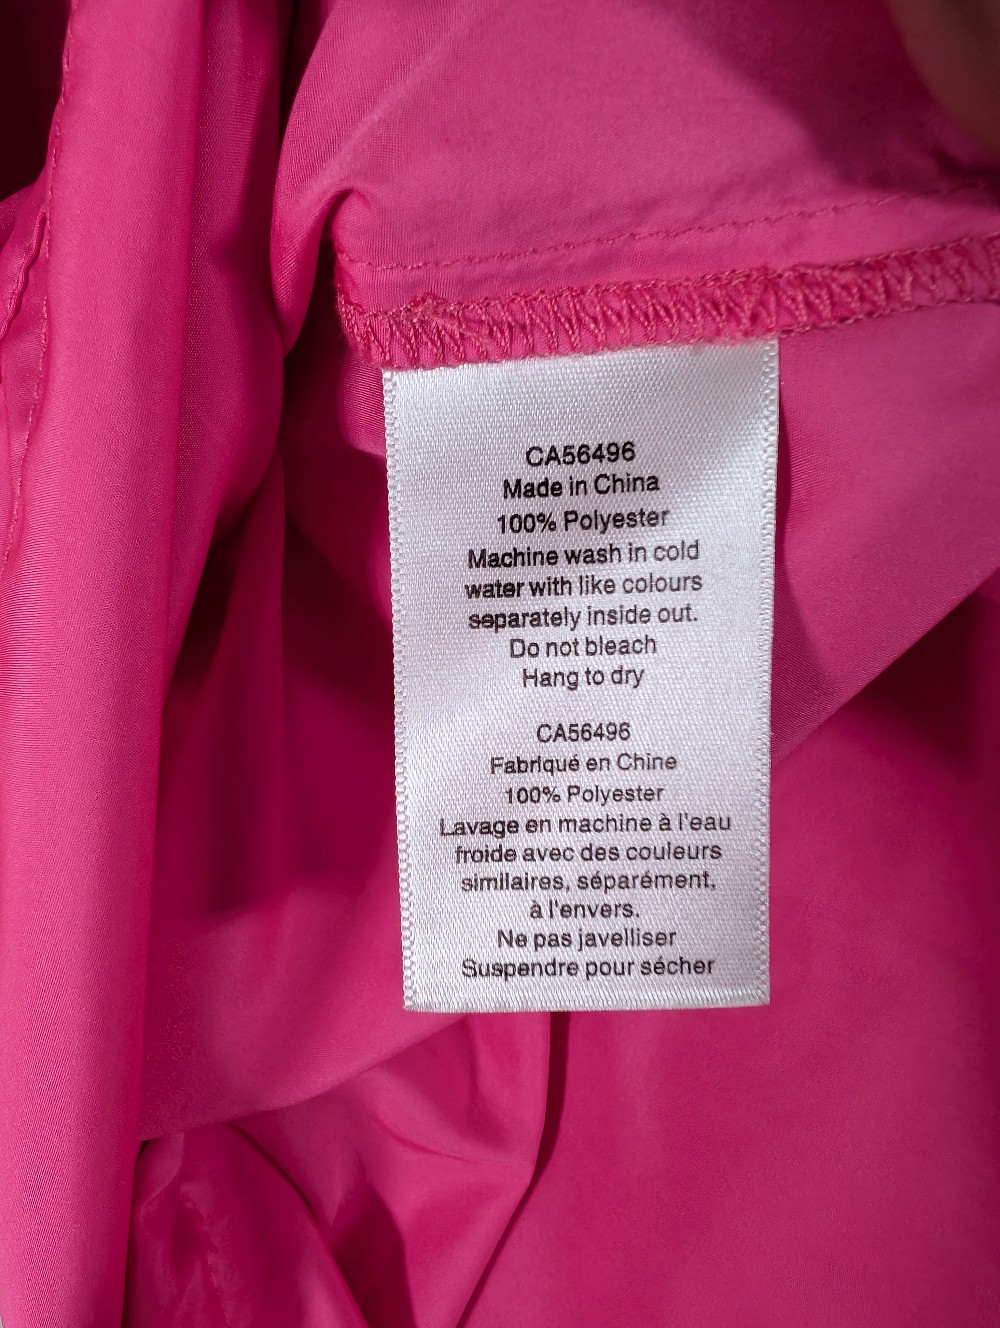 CA56496
Made in China
100% Polyester
Machine wash in cold
water with like colours
separately inside out.
Do not bleach
Hang to dry
CA56496
Fabriqué en Chine
100% Polyester
Lavage en machine à l'eau
froide avec des couleurs
similaires, séparément,
à l'envers.
Ne pas javelliser
Suspendre pour sécher